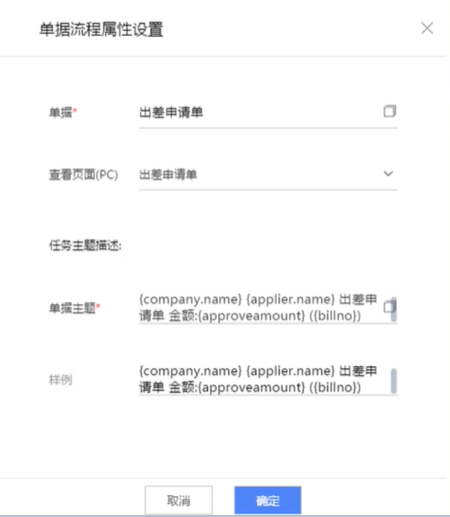 单据流程属性设置
单据* 出差申请单
查看页面(PC) 出差申请单
任务主题描述:
单据主题* {company.name} {applier.name} 出差申
请单 金额:{approveamount} ({billno})
样例 {company.name} {applier.name} 出差申
请单 金额:{approveamount} ({billno})
取消 确定